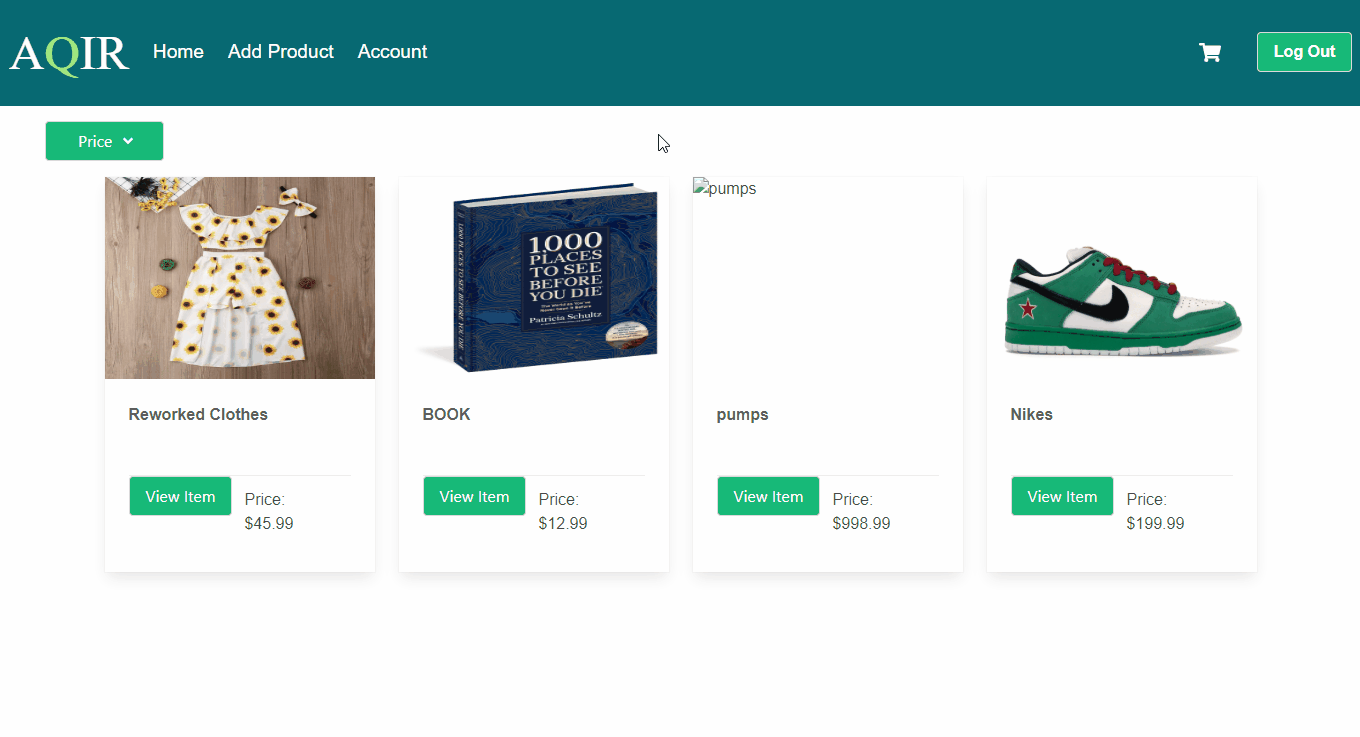 AQIR
Home
Add Product
Account
Log Out
Price
1,000
PLACES
TO SEE
BEFORE
YOU DIE
Patricia Schultz
pumps
Reworked Clothes
BOOK
pumps
Nikes
View Item
Price:
$45.99
View Item
Price:
$12.99
View Item
Price:
$998.99
View Item
Price:
$199.99